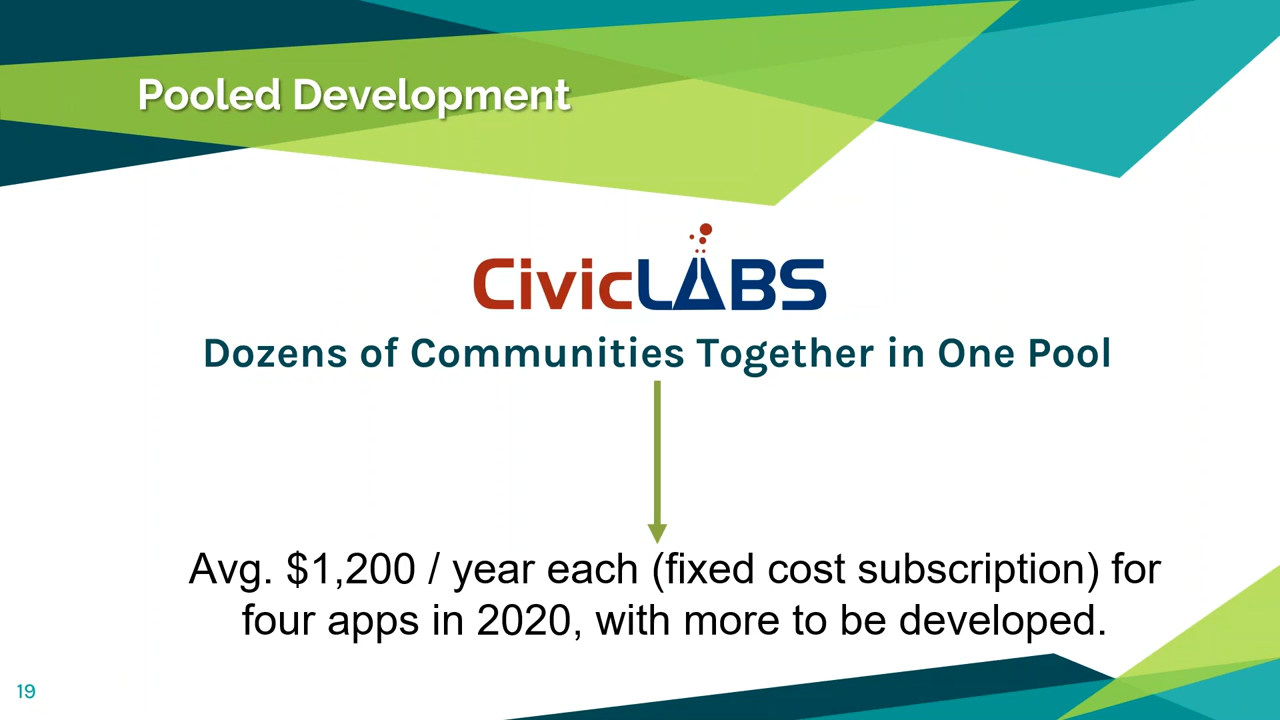 Pooled Development
CivicLABS
Dozens of Communities Together in One Pool
Avg. $1,200 / year each (fixed cost subscription) for
four apps in 2020, with more to be developed.
19